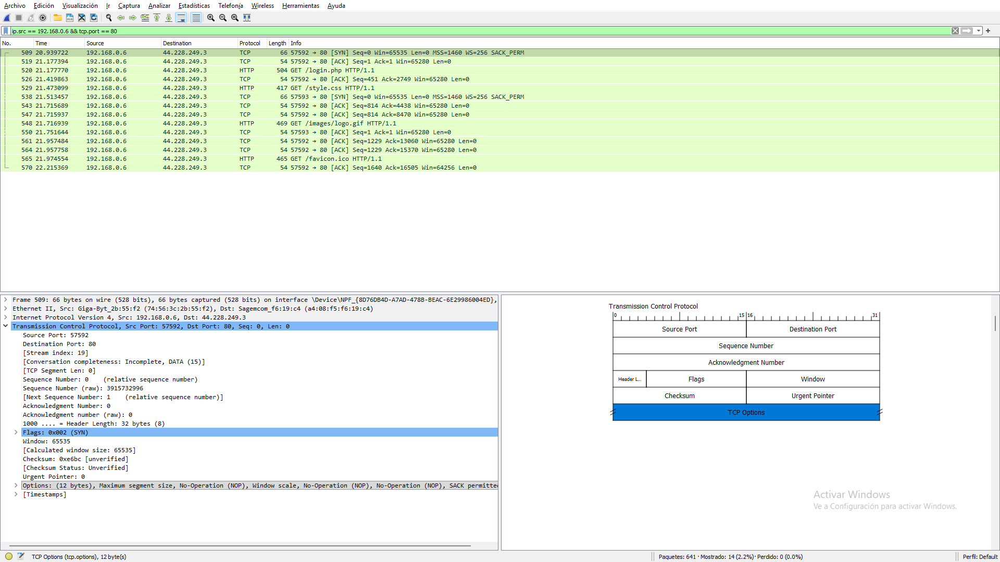 Archivo Edición Visualización Ir Captura Analizar Estadísticas Telefonía Wireless Herramientas Ayuda
ip.src == 192.168.0.6 && tcp.port == 80
No. Time Source Destination Protocol Length Info
509 20.939722 192.168.0.6 44.228.249.3 TCP 66 57592 → 80 [SYN] Seq=0 Win=65535 Len=0 MSS=1460 WS=256 SACK_PERM
519 21.177394 192.168.0.6 44.228.249.3 TCP 54 57592 → 80 [ACK] Seq=1 Ack=1 Win=65280 Len=0
520 21.177770 192.168.0.6 44.228.249.3 HTTP 504 GET /login.php HTTP/1.1
526 21.419863 192.168.0.6 44.228.249.3 TCP 54 57592 → 80 [ACK] Seq=451 Ack=2749 Win=65280 Len=0
529 21.473099 192.168.0.6 44.228.249.3 HTTP 417 GET /style.css HTTP/1.1
538 21.513457 192.168.0.6 44.228.249.3 TCP 66 57593 → 80 [SYN] Seq=0 Win=65535 Len=0 MSS=1460 WS=256 SACK_PERM
543 21.715689 192.168.0.6 44.228.249.3 TCP 54 57592 → 80 [ACK] Seq=814 Ack=4438 Win=65280 Len=0
547 21.715937 192.168.0.6 44.228.249.3 TCP 54 57592 → 80 [ACK] Seq=814 Ack=8470 Win=65280 Len=0
548 21.716939 192.168.0.6 44.228.249.3 HTTP 469 GET /images/logo.gif HTTP/1.1
550 21.751644 192.168.0.6 44.228.249.3 TCP 54 57593 → 80 [ACK] Seq=1 Ack=1 Win=65280 Len=0
561 21.957484 192.168.0.6 44.228.249.3 TCP 54 57592 → 80 [ACK] Seq=1229 Ack=13060 Win=65280 Len=0
564 21.957758 192.168.0.6 44.228.249.3 TCP 54 57592 → 80 [ACK] Seq=1229 Ack=15370 Win=65280 Len=0
565 21.974554 192.168.0.6 44.228.249.3 HTTP 465 GET /favicon.ico HTTP/1.1
570 22.215369 192.168.0.6 44.228.249.3 TCP 54 57592 → 80 [ACK] Seq=1640 Ack=16505 Win=64256 Len=0
Frame 509: 66 bytes on wire (528 bits), 66 bytes captured (528 bits) on interface \Device\NPF_{8D76DB4D-A7AD-478B-BEAC-6E29986004ED},
Ethernet II, Src: Giga-Byt_2b:55:f2 (74:56:3c:2b:55:f2), Dst: Sagemcom_f6:19:c4 (a4:08:f5:f6:19:c4)
Internet Protocol Version 4, Src: 192.168.0.6, Dst: 44.228.249.3
Transmission Control Protocol, Src Port: 57592, Dst Port: 80, Seq: 0, Len: 0
Source Port: 57592
Destination Port: 80
[Stream index: 19]
[Conversation completeness: Incomplete, DATA (15)]
[TCP Segment Len: 0]
Sequence Number: 0 (relative sequence number)
Sequence Number (raw): 3915732996
[Next Sequence Number: 1 (relative sequence number)]
Acknowledgment Number: 0
Acknowledgment number (raw): 0
1000 .... = Header Length: 32 bytes (8)
Flags: 0x002 (SYN)
Window: 65535
[Calculated window size: 65535]
Checksum: 0xe6bc [unverified]
[Checksum Status: Unverified]
Urgent Pointer: 0
Options: (12 bytes), Maximum segment size, No-Operation (NOP), Window scale, No-Operation (NOP), No-Operation (NOP), SACK permitte
[Timestamps]
Transmission Control Protocol
0 15 16 31
Source Port Destination Port
Sequence Number
Acknowledgment Number
Header L... Flags Window
Checksum Urgent Pointer
TCP Options
Activar Windows
Ve a Configuración para activar Windows.
TCP Options (tcp.options), 12 byte(s)
Paquetes: 641 · Mostrado: 14 (2.2%) · Perdido: 0 (0.0%)
Perfil: Default